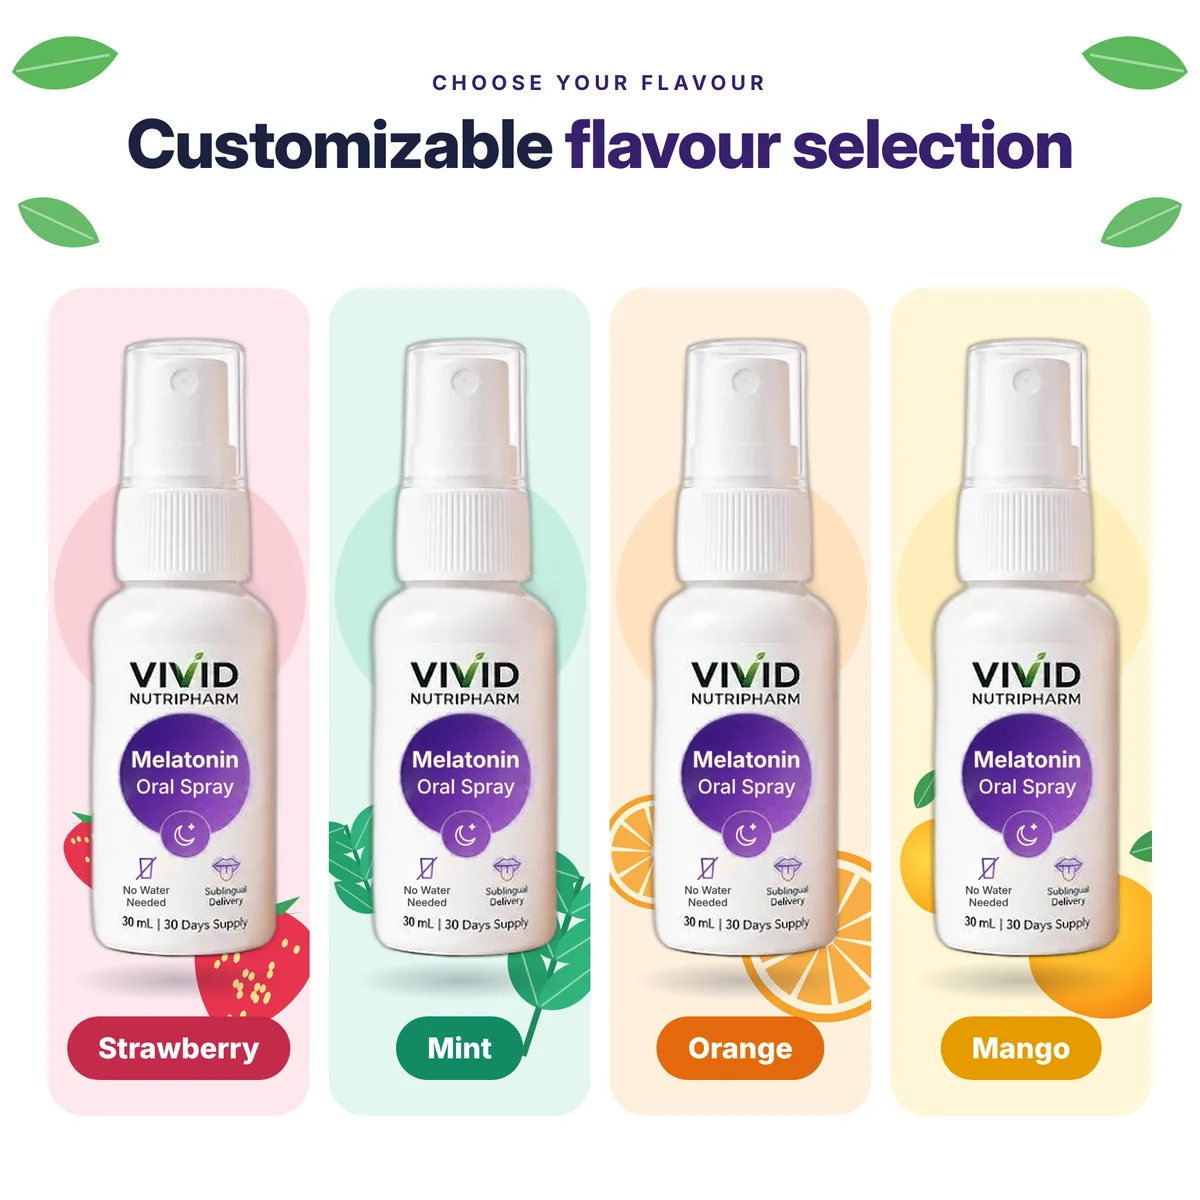 CHOOSE YOUR FLAVOUR
Customizable flavour selection
VIVID
NUTRIPHARM
Melatonin
Oral Spray
No Water
Needed
Sublingual
Delivery
30 mL | 30 Days Supply
Strawberry
VIVID
NUTRIPHARM
Melatonin
Oral Spray
No Water
Needed
Sublingual
Delivery
30 mL | 30 Days Supply
Mint
VIVID
NUTRIPHARM
Melatonin
Oral Spray
No Water
Needed
Sublingual
Delivery
30 mL | 30 Days Supply
Orange
VIVID
NUTRIPHARM
Melatonin
Oral Spray
No Water
Needed
Sublingual
Delivery
30 mL | 30 Days Supply
Mango